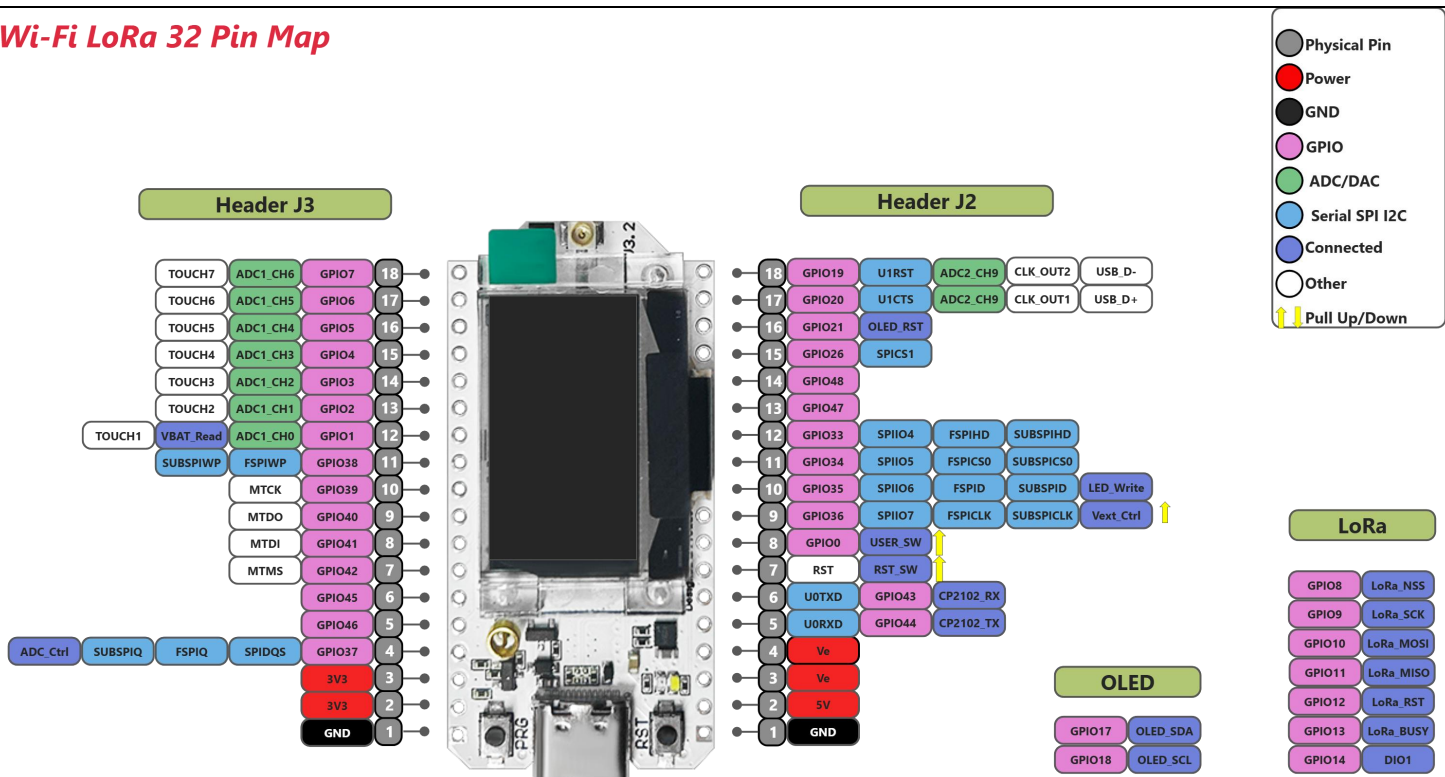 Wi-Fi LoRa 32 Pin Map
Physical Pin
Power
GND
GPIO
ADC/DAC
Serial SPI I2C
Connected
Other
Pull Up/Down
Header J3
TOUCH7 ADC1_CH6 GPIO7 18
TOUCH6 ADC1_CH5 GPIO6 17
TOUCH5 ADC1_CH4 GPIO5 16
TOUCH4 ADC1_CH3 GPIO4 15
TOUCH3 ADC1_CH2 GPIO3 14
TOUCH2 ADC1_CH1 GPIO2 13
TOUCH1 VBAT_Read ADC1_CH0 GPIO1 12
SUBSPIWP FSPIWP GPIO38 11
MTCK GPIO39 10
MTDO GPIO40 9
MTDI GPIO41 8
MTMS GPIO42 7
GPIO45 6
GPIO46 5
ADC_Ctrl SUBSPIQ FSPIQ SPIDQS GPIO37 4
3V3 3
3V3 2
GND 1
V3.2
PRG
RST
Header J2
18 GPIO19 U1RST ADC2_CH9 CLK_OUT2 USB_D-
17 GPIO20 U1CTS ADC2_CH9 CLK_OUT1 USB_D+
16 GPIO21 OLED_RST
15 GPIO26 SPICS1
14 GPIO48
13 GPIO47
12 GPIO33 SPIIO4 FSPIHD SUBSPIHD
11 GPIO34 SPIIO5 FSPICS0 SUBSPICS0
10 GPIO35 SPIIO6 FSPID SUBSPID LED_Write
9 GPIO36 SPIIO7 FSPICLK SUBSPICLK Vext_Ctrl
8 GPIO0 USER_SW
7 RST RST_SW
6 U0TXD GPIO43 CP2102_RX
5 U0RXD GPIO44 CP2102_TX
4 Ve
3 Ve
2 5V
1 GND
OLED
GPIO17 OLED_SDA
GPIO18 OLED_SCL
LoRa
GPIO8 LoRa_NSS
GPIO9 LoRa_SCK
GPIO10 LoRa_MOSI
GPIO11 LoRa_MISO
GPIO12 LoRa_RST
GPIO13 LoRa_BUSY
GPIO14 DIO1